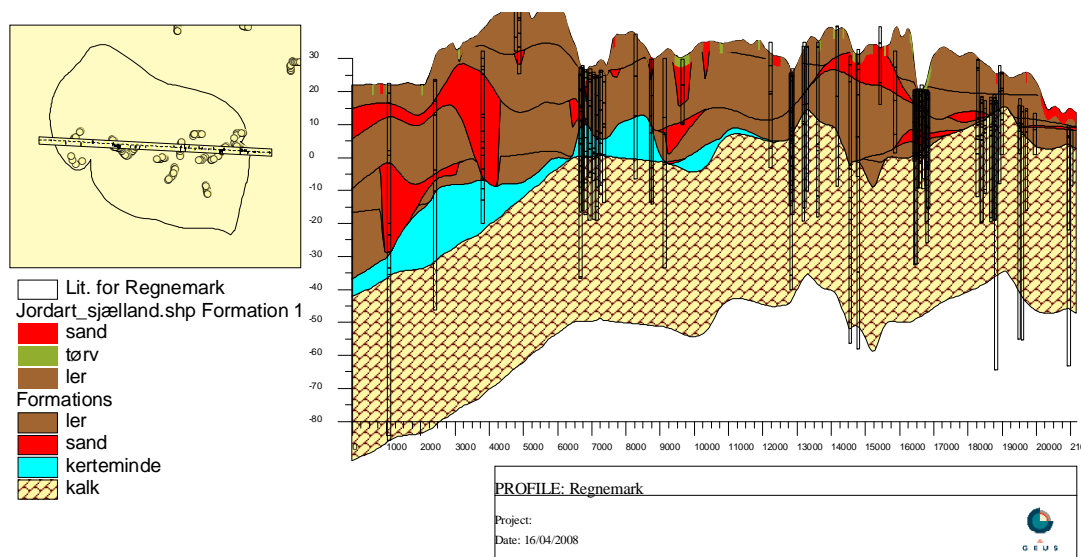 Lit. for Regnemark
Jordart_sjælland.shp Formation 1
sand
tørv
ler
Formations
ler
sand
kerteminde
kalk
30
20
10
0
-10
-20
-30
-40
-50
-60
-70
-80
0 1000 2000 3000 4000 5000 6000 7000 8000 9000 10000 11000 12000 13000 14000 15000 16000 17000 18000 19000 20000 210
PROFILE: Regnemark
Project:
Date: 16/04/2008
G E U S